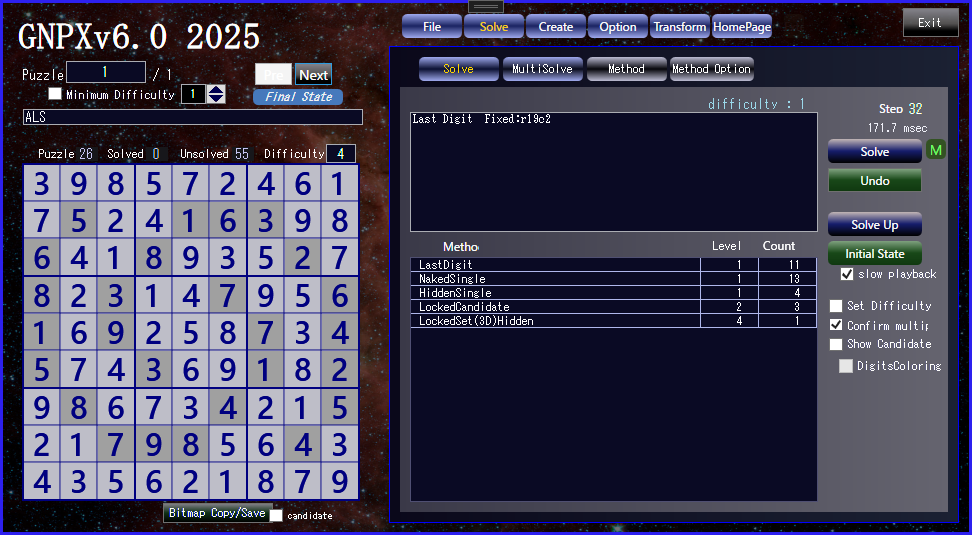 GNPXv6.0 2025
File Solve Create Option Transform HomePage Exit
Puzzle 1 / 1 Pre Next
Minimum Difficulty 1 Final State
ALS
Solve MultiSolve Method Method Option
difficulty : 1
Last Digit Fixed:r19c2
Step 32
171.7 msec
Solve M
Undo
Solve Up
Initial State
slow playback
Set Difficulty
Confirm multip
Show Candidate
DigitsColoring
Puzzle 26 Solved 0 Unsolved 55 Difficulty 4
3 9 8 5 7 2 4 6 1
7 5 2 4 1 6 3 9 8
6 4 1 8 9 3 5 2 7
8 2 3 1 4 7 9 5 6
1 6 9 2 5 8 7 3 4
5 7 4 3 6 9 1 8 2
9 8 6 7 3 4 2 1 5
2 1 7 9 8 5 6 4 3
4 3 5 6 2 1 8 7 9
Metho Level Count
LastDigit 1 11
NakedSingle 1 13
HiddenSingle 1 4
LockedCandidate 2 3
LockedSet(3D)Hidden 4 1
Bitmap Copy/Save candidate